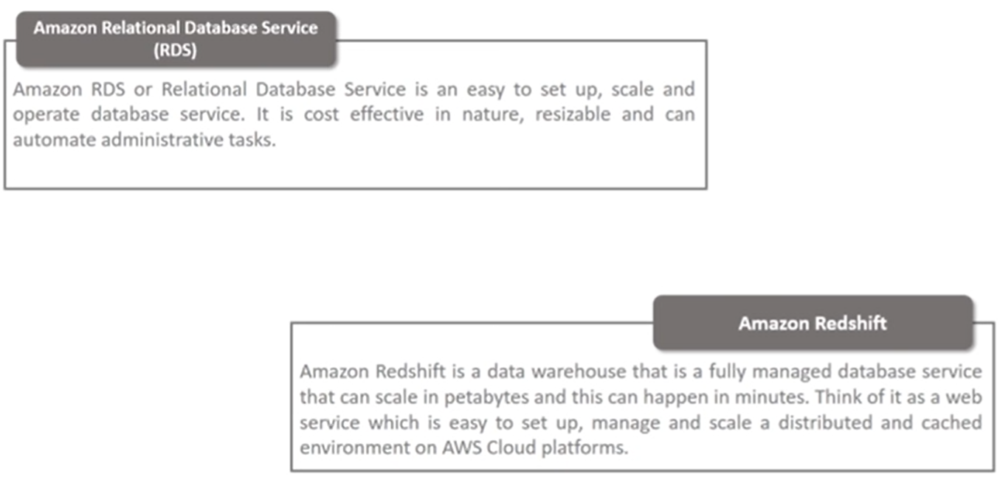 Amazon Relational Database Service
(RDS)
Amazon RDS or Relational Database Service is an easy to set up, scale and
operate database service. It is cost effective in nature, resizable and can
automate administrative tasks.
Amazon Redshift
Amazon Redshift is a data warehouse that is a fully managed database service
that can scale in petabytes and this can happen in minutes. Think of it as a web
service which is easy to set up, manage and scale a distributed and cached
environment on AWS Cloud platforms.